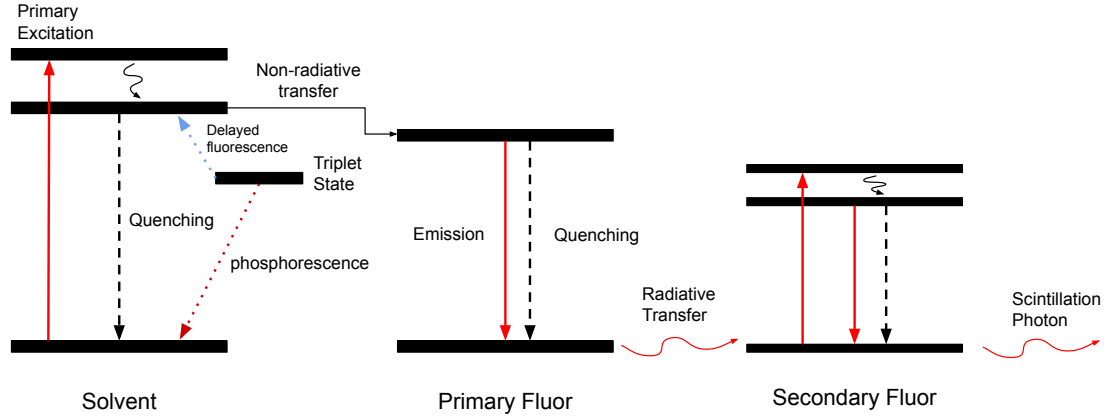 Primary
Excitation
Non-radiative
transfer
Delayed
fluorescence
Triplet
State
Quenching
phosphorescence
Emission
Quenching
Radiative
Transfer
Scintillation
Photon
Solvent
Primary Fluor
Secondary Fluor